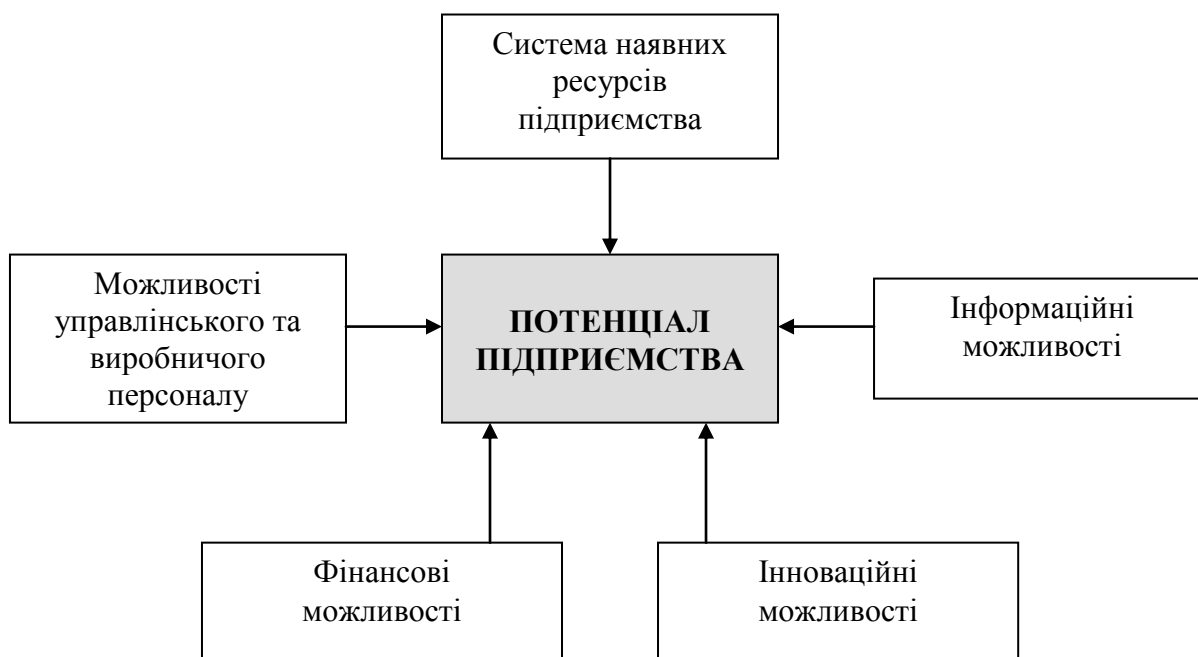 Система наявних
ресурсів
підприємства
Можливості
управлінського та
виробничого
персоналу
ПОТЕНЦІАЛ
ПІДПРИЄМСТВА
Інформаційні
можливості
Фінансові
можливості
Інноваційні
можливості